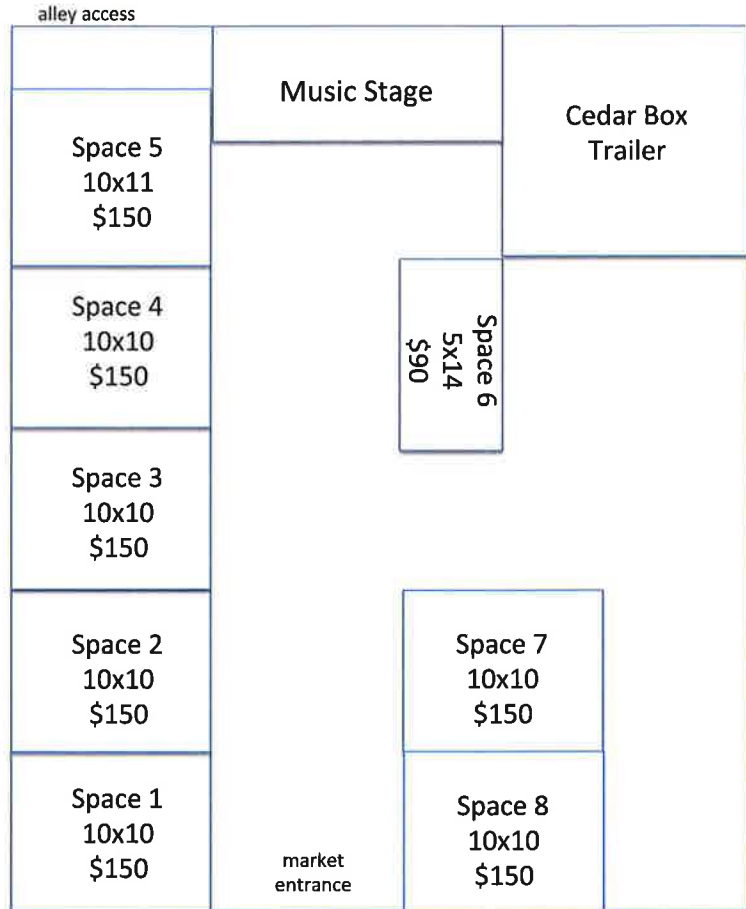 alley access
Music Stage
Cedar Box
Trailer
Space 5
10x11
$150
Space 4
10x10
$150
Space 6
5x14
$90
Space 3
10x10
$150
Space 2
10x10
$150
Space 7
10x10
$150
Space 1
10x10
$150
Space 8
10x10
$150
market
entrance